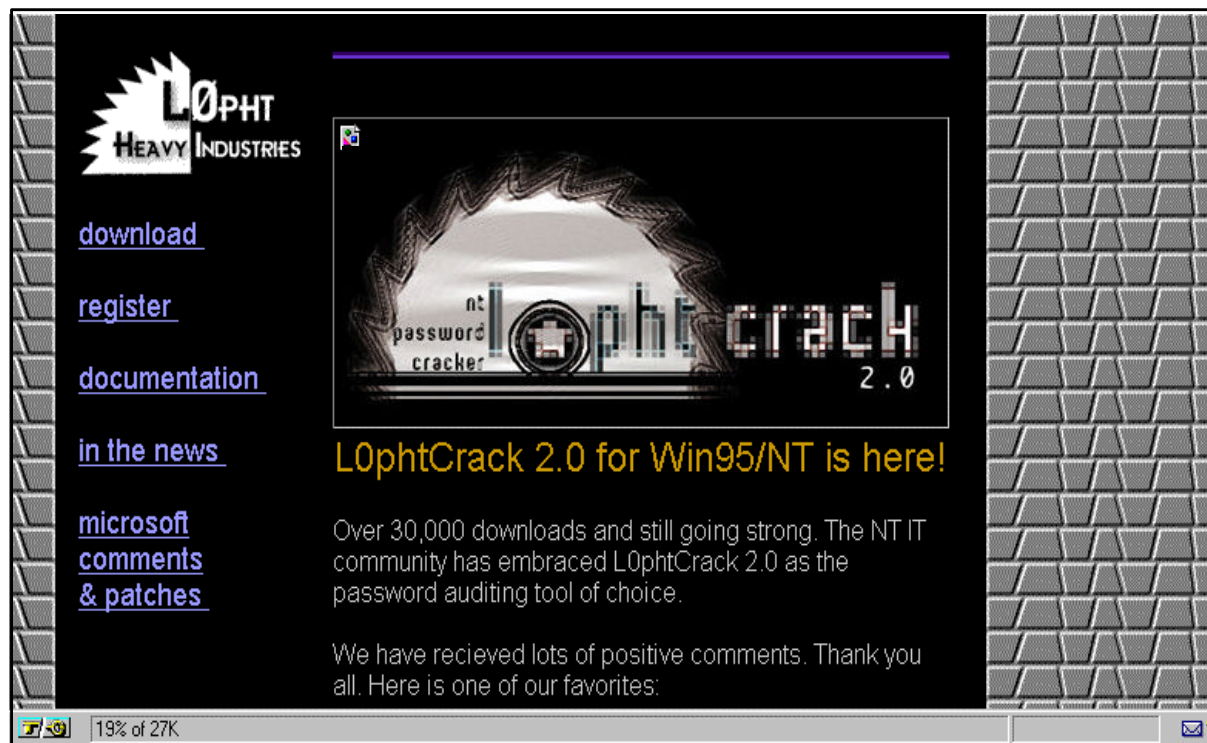 LØPHT
HEAVY INDUSTRIES
download
register
documentation
in the news
microsoft
comments
& patches
nt
password
cracker
l0phtcrack
2.0
L0phtCrack 2.0 for Win95/NT is here!
Over 30,000 downloads and still going strong. The NT IT
community has embraced L0phtCrack 2.0 as the
password auditing tool of choice.
We have recieved lots of positive comments. Thank you
all. Here is one of our favorites:
19% of 27K